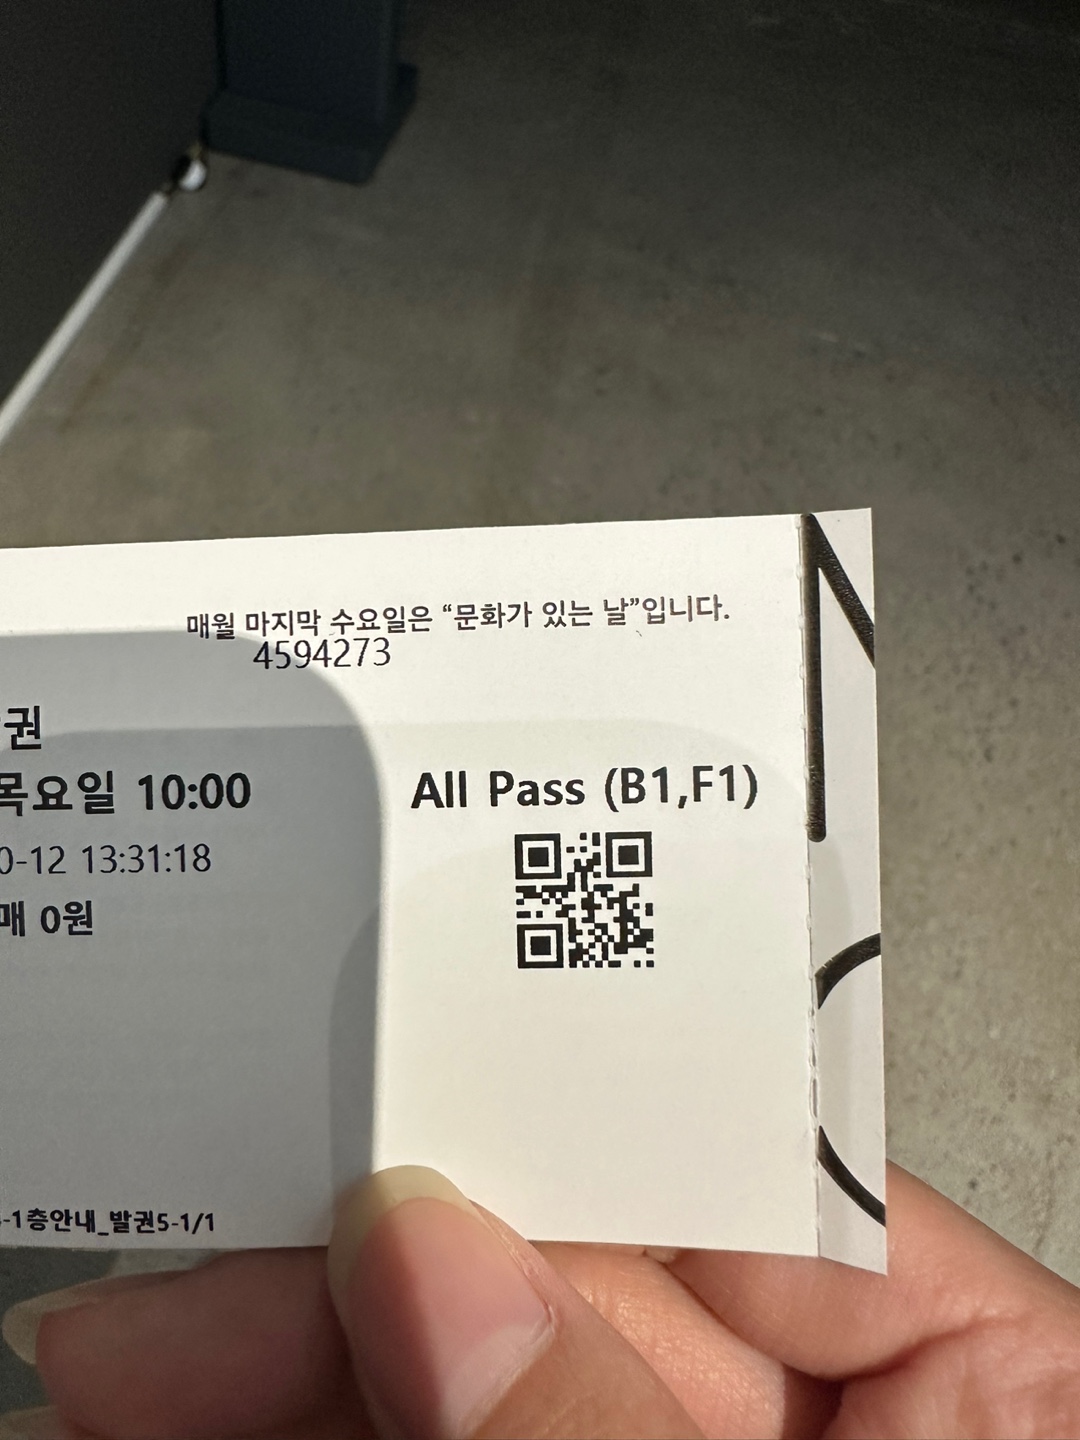 매월 마지막 수요일은 “문화가 있는 날”입니다.
4594273
권
목요일 10:00
0-12 13:31:18
매 0원
All Pass (B1,F1)
-1층안내_발권5-1/1